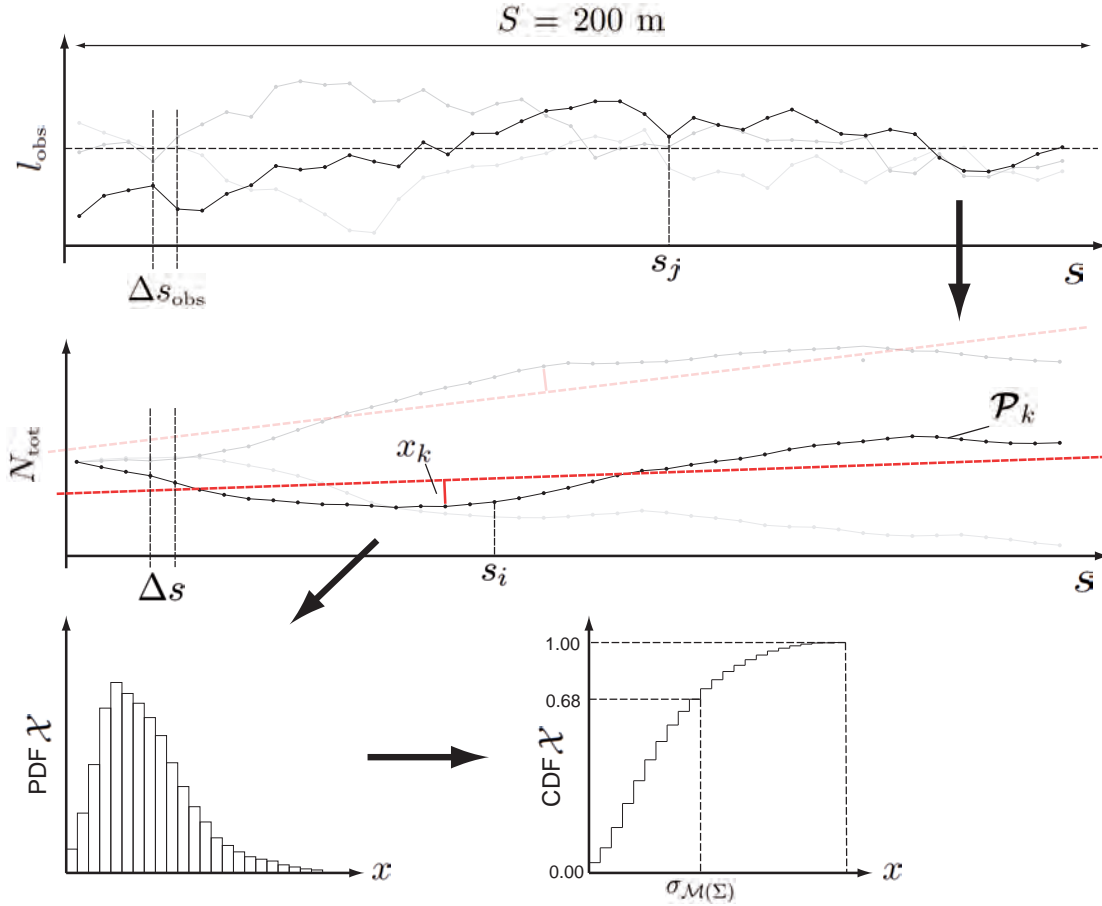 S = 200 m
l_obs
s_j
s
Δs_obs
N_tot
𝓟_k
x_k
s_i
Δs
s
PDF 𝒳
x
CDF 𝒳
1.00
0.68
0.00
x
σ_ℳ(Σ)